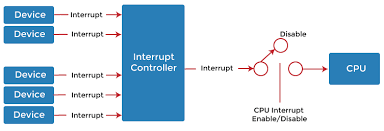 Device
Interrupt
Device
Interrupt
Device
Interrupt
Device
Interrupt
Device
Interrupt
Interrupt
Controller
Interrupt
Disable
CPU Interrupt
Enable/Disable
CPU